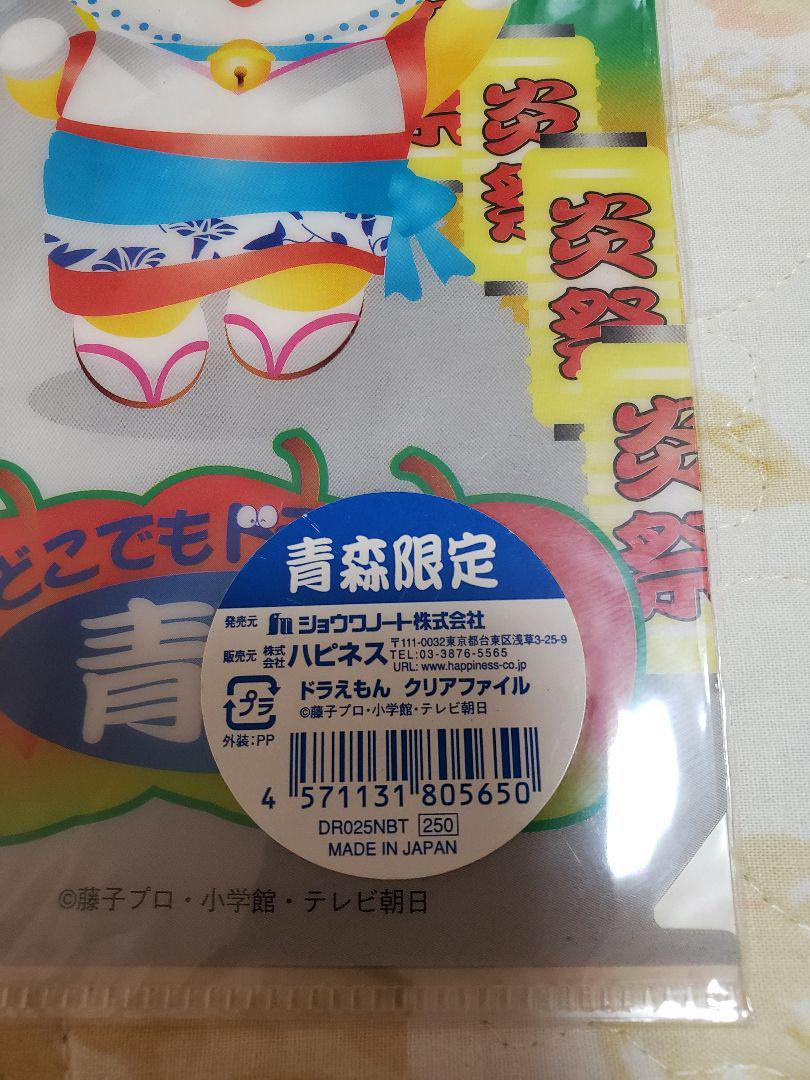 炎
炎祭
炎祭
どこでもド
青
青森限定
発売元 ショウワノート株式会社
販売元 株式会社 ハピネス
〒111-0032東京都台東区浅草3-25-9
TEL:03-3876-5565
URL: www.happiness-co.jp
プラ
ドラえもん クリアファイル
©藤子プロ・小学館・テレビ朝日
外装:PP
4 571131 805650
DR025NBT 250
MADE IN JAPAN
©藤子プロ・小学館・テレビ朝日